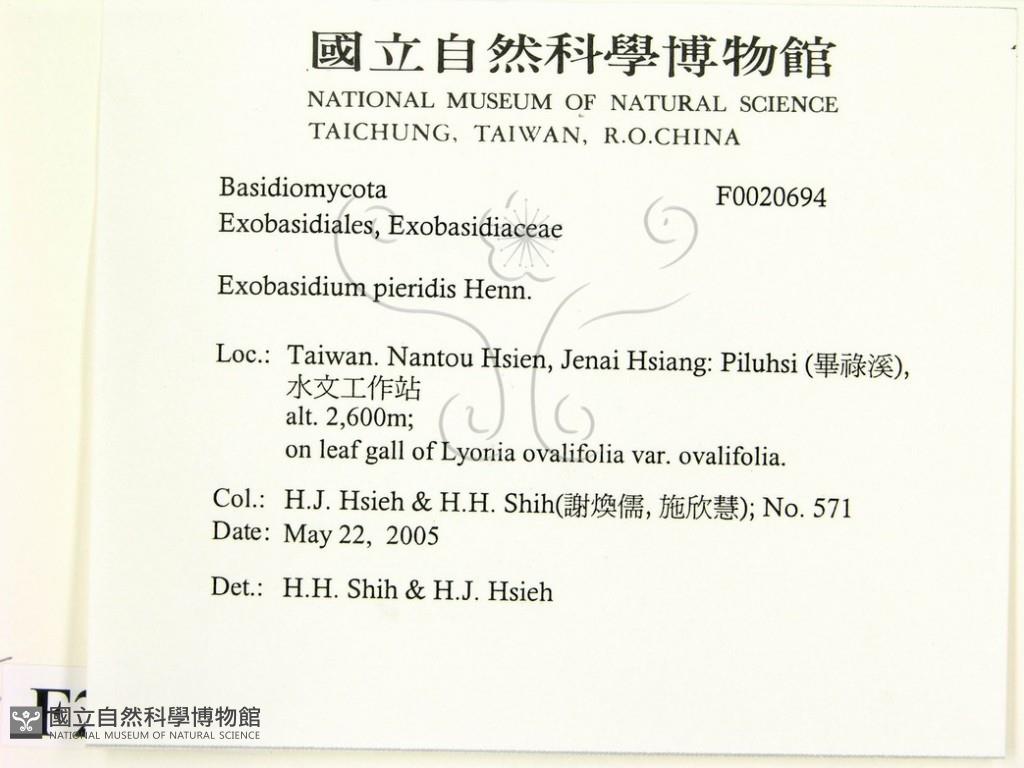 國立自然科學博物館
NATIONAL MUSEUM OF NATURAL SCIENCE
TAICHUNG, TAIWAN, R.O.CHINA
Basidiomycota F0020694
Exobasidiales, Exobasidiaceae
Exobasidium pieridis Henn.
Loc.: Taiwan. Nantou Hsien, Jenai Hsiang: Piluhsi (畢祿溪),
水文工作站
alt. 2,600m;
on leaf gall of Lyonia ovalifolia var. ovalifolia.
Col.: H.J. Hsieh & H.H. Shih(謝煥儒, 施欣慧); No. 571
Date: May 22, 2005
Det.: H.H. Shih & H.J. Hsieh
國立自然科學博物館
NATIONAL MUSEUM OF NATURAL SCIENCE